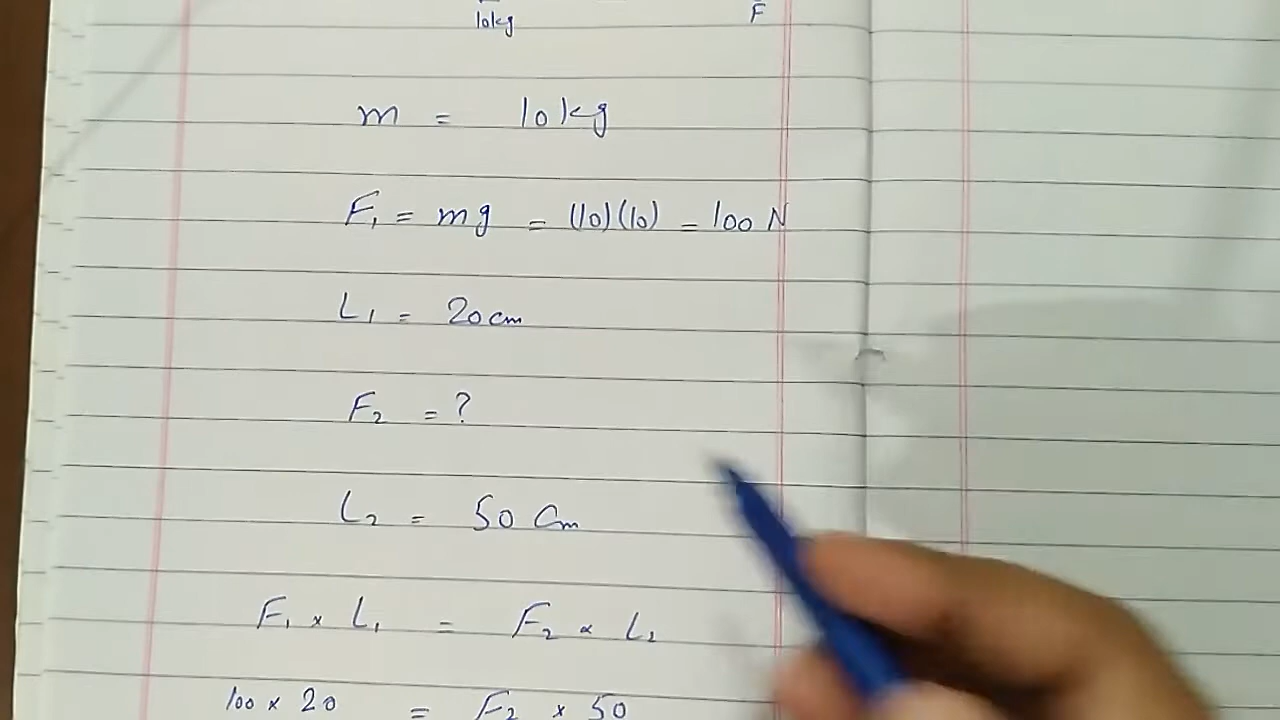 10kg F
m = 10kg
F₁ = mg = (10)(10) = 100 N
L₁ = 20cm
F₂ = ?
L₂ = 50 Cm
F₁ × L₁ = F₂ × L₂
100 × 20 = F₂ × 50